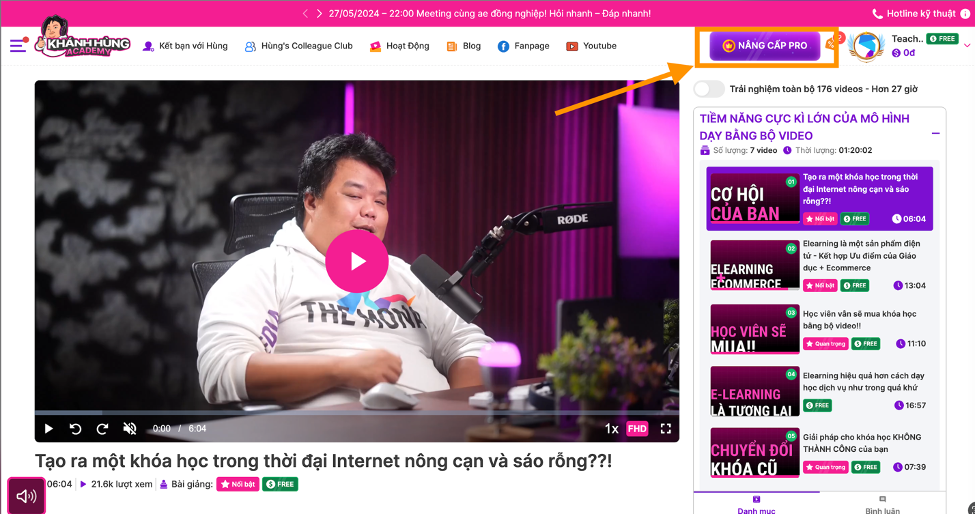 27/05/2024 – 22:00 Meeting cùng ae đồng nghiệp! Hỏi nhanh – Đáp nhanh!
Hotline kỹ thuật
KHÁNH HÙNG
ACADEMY
Kết bạn với Hùng
Hùng's Colleague Club
Hoạt Động
Blog
Fanpage
Youtube
NÂNG CẤP PRO
2
Teach..
FREE
0đ
RØDE
THE MONA
MEDIA
0:00 / 6:04
1x
FHD
Tạo ra một khóa học trong thời đại Internet nông cạn và sáo rỗng??!
06:04
21.6k lượt xem
Bài giảng:
Nổi bật
FREE
Trải nghiệm toàn bộ 176 videos - Hơn 27 giờ
TIỀM NĂNG CỰC KÌ LỚN CỦA MÔ HÌNH
DẠY BẰNG BỘ VIDEO
Số lượng: 7 video
Thời lượng: 01:20:02
01
CƠ HỘI
CỦA BẠN
Tạo ra một khóa học trong thời
đại Internet nông cạn và sáo
rỗng??!
Nổi bật
FREE
06:04
02
ELEARNING
ECOMMERCE
Elearning là một sản phẩm điện
tử - Kết hợp Ưu điểm của Giáo
dục + Ecommerce
Nổi bật
FREE
13:04
03
HỌC VIÊN SẼ
MUA!!
Học viên vẫn sẽ mua khóa học
bằng bộ video!!
Quan trọng
FREE
11:10
04
E-LEARNING
LÀ TƯƠNG LAI
Elearning hiệu quả hơn cách dạy
học dịch vụ như trong quá khứ
FREE
16:57
05
CHUYỂN ĐỔI
KHÓA CŨ
Giải pháp cho khóa học KHÔNG
THÀNH CÔNG của bạn
Quan trọng
FREE
07:39
Danh mục
Bình luận